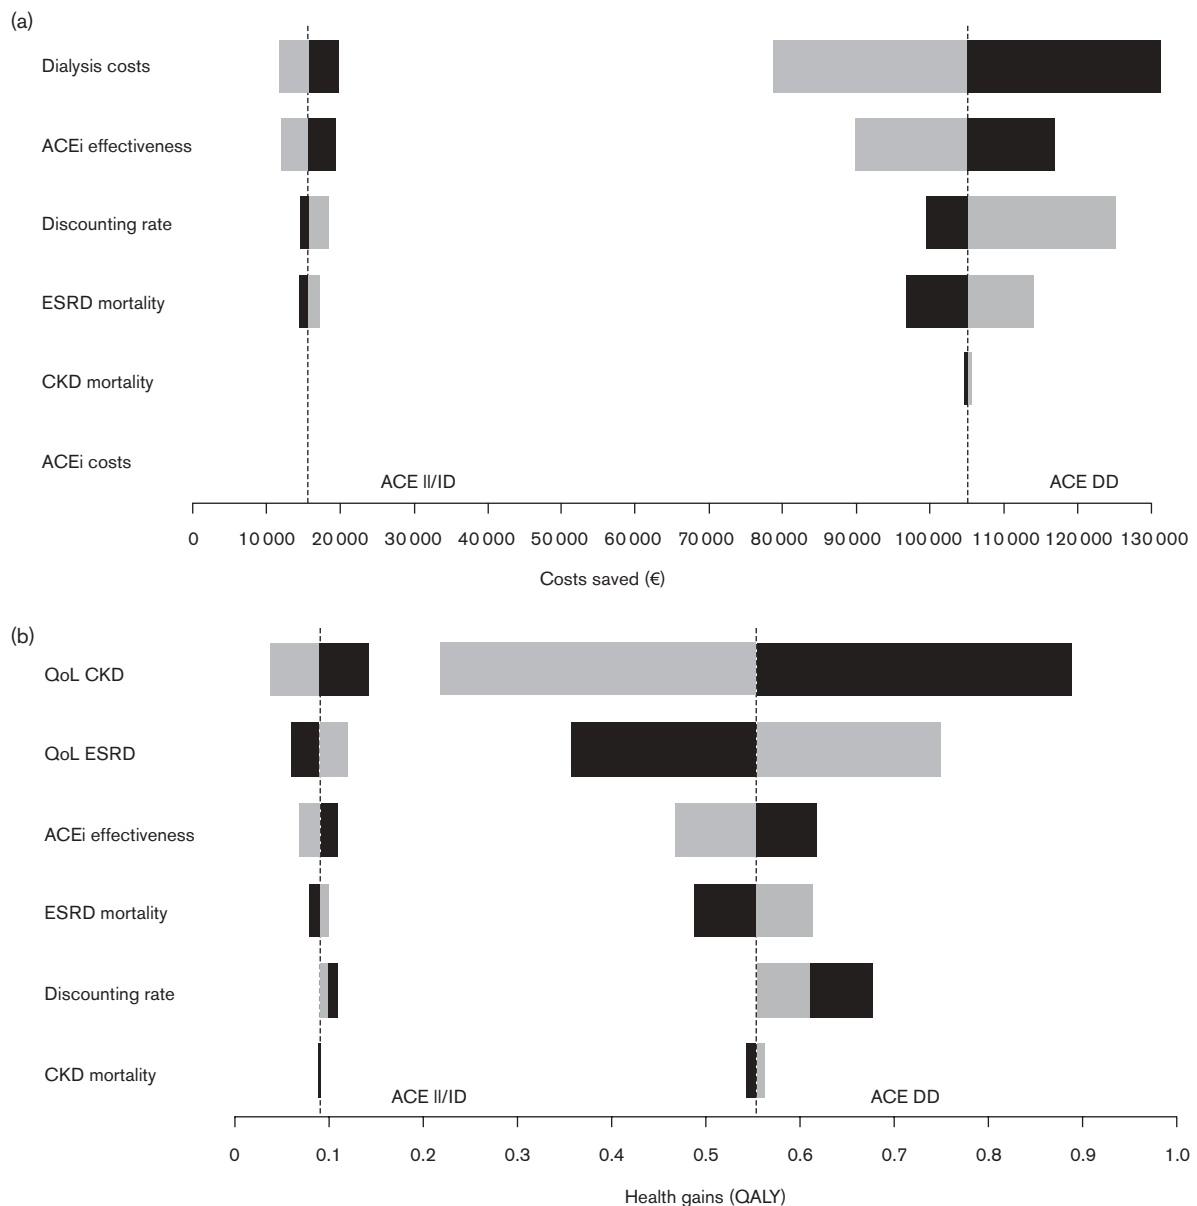 (a)
Dialysis costs
ACEi effectiveness
Discounting rate
ESRD mortality
CKD mortality
ACEi costs
ACE II/ID ACE DD
0 10 000 20 000 30 000 40 000 50 000 60 000 70 000 80 000 90 000 100 000 110 000 120 000 130 000
Costs saved (€)
(b)
QoL CKD
QoL ESRD
ACEi effectiveness
ESRD mortality
Discounting rate
CKD mortality
ACE II/ID ACE DD
0 0.1 0.2 0.3 0.4 0.5 0.6 0.7 0.8 0.9 1.0
Health gains (QALY)